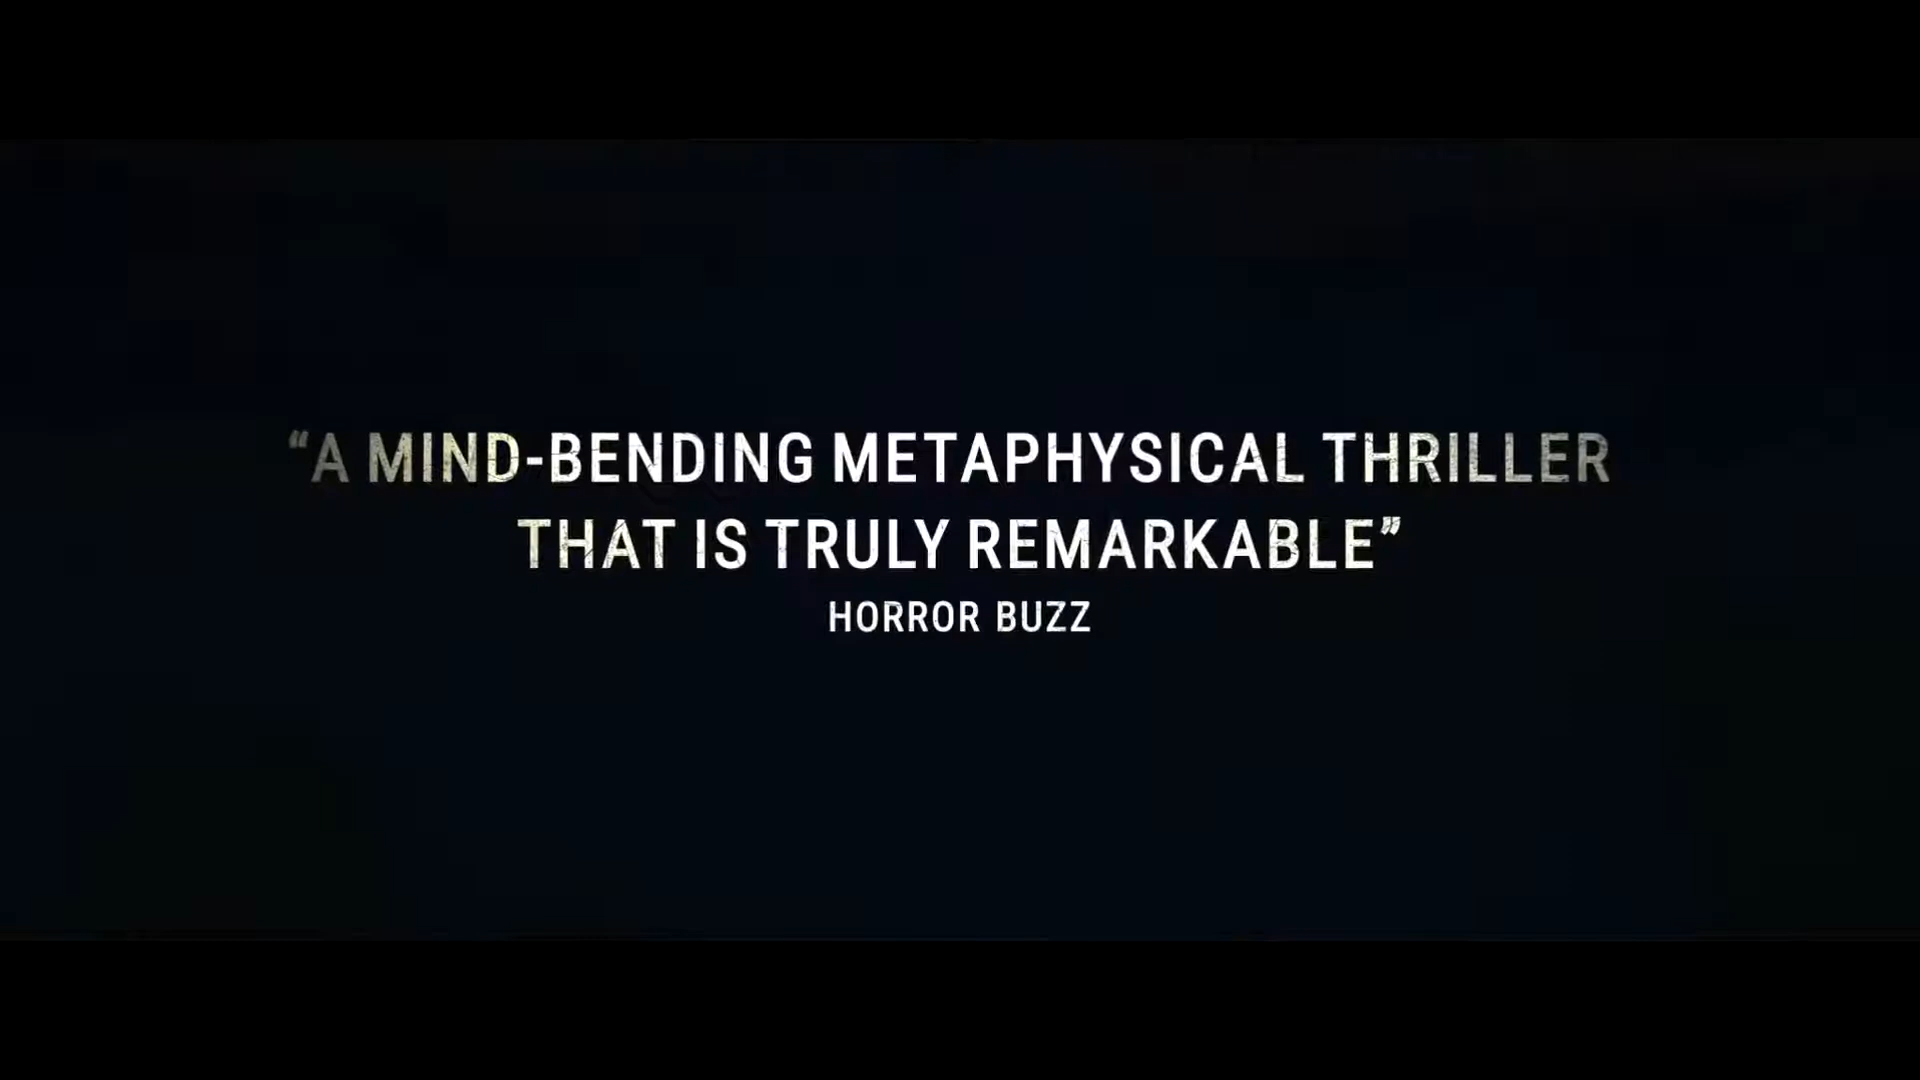 “A MIND-BENDING METAPHYSICAL THRILLER
THAT IS TRULY REMARKABLE”
HORROR BUZZ